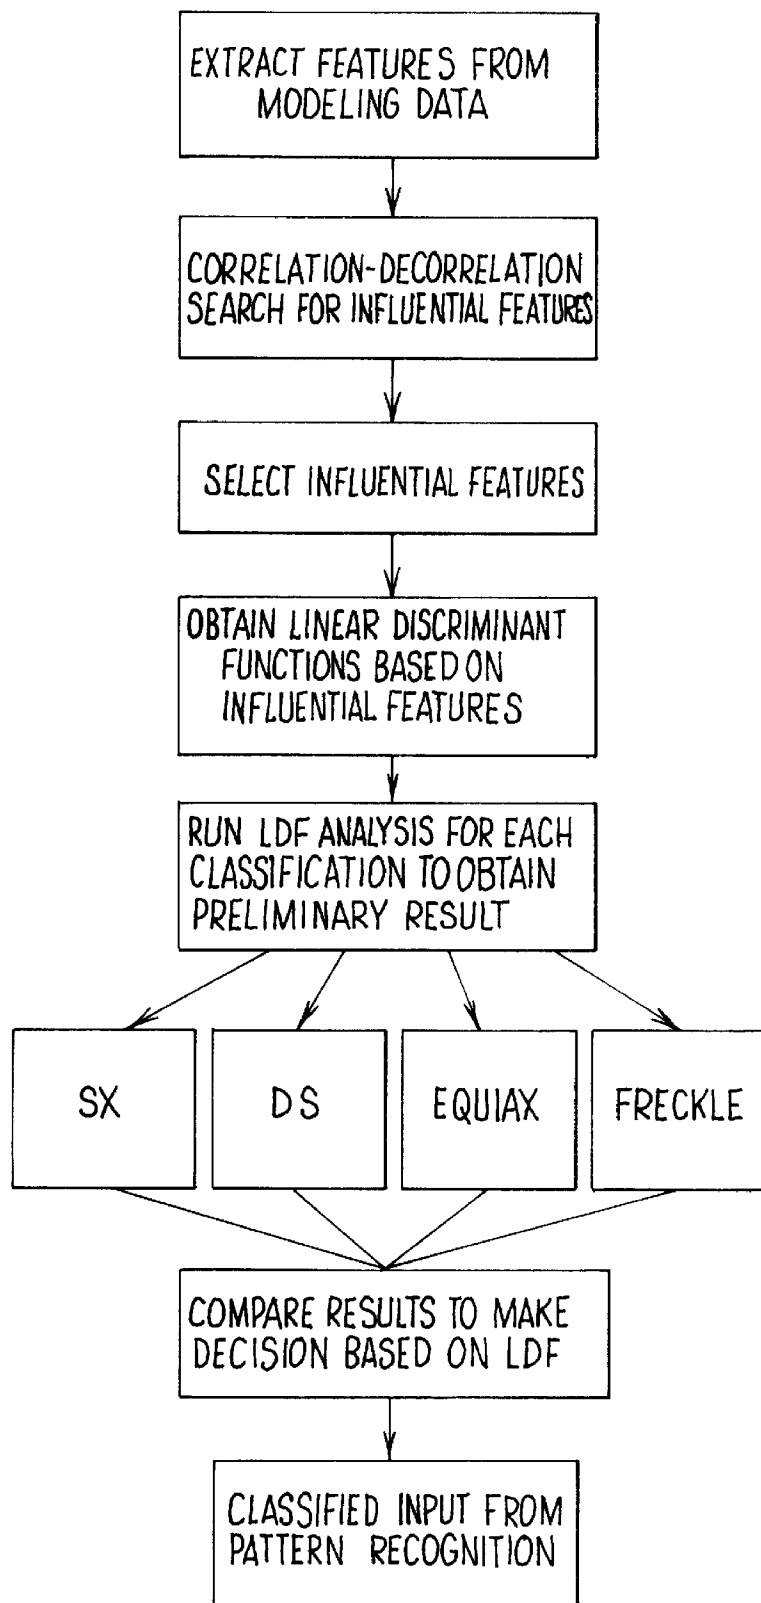 EXTRACT FEATURES FROM
MODELING DATA
CORRELATION-DECORRELATION
SEARCH FOR INFLUENTIAL FEATURES
SELECT INFLUENTIAL FEATURES
OBTAIN LINEAR DISCRIMINANT
FUNCTIONS BASED ON
INFLUENTIAL FEATURES
RUN LDF ANALYSIS FOR EACH
CLASSIFICATION TO OBTAIN
PRELIMINARY RESULT
SX
DS
EQUIAX
FRECKLE
COMPARE RESULTS TO MAKE
DECISION BASED ON LDF
CLASSIFIED INPUT FROM
PATTERN RECOGNITION